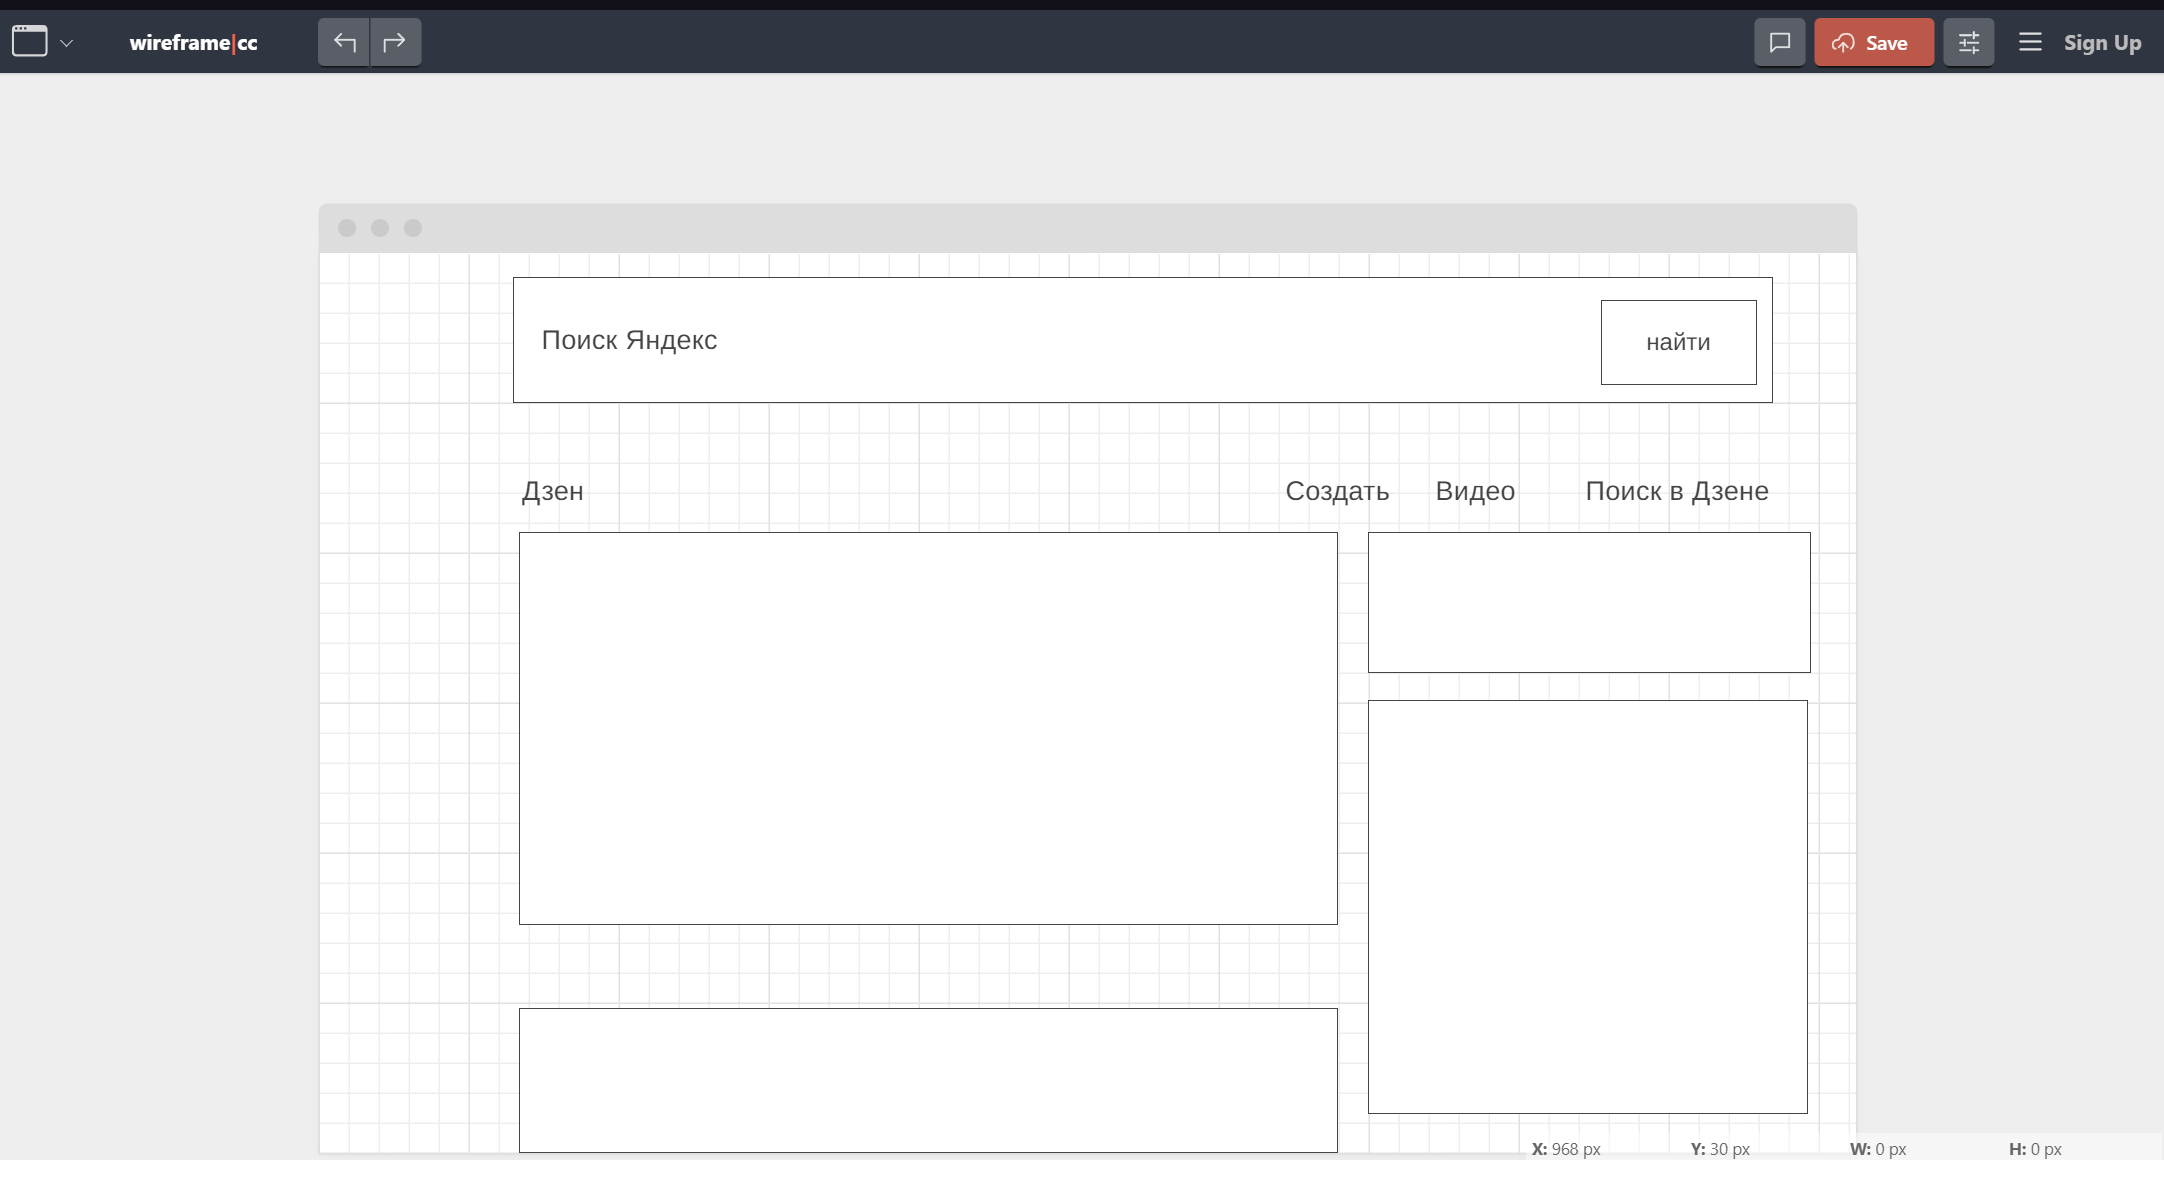 wireframe|cc
Save
Sign Up
Поиск Яндекс
найти
Дзен
Создать
Видео
Поиск в Дзене
X: 968 px
Y: 30 px
W: 0 px
H: 0 px